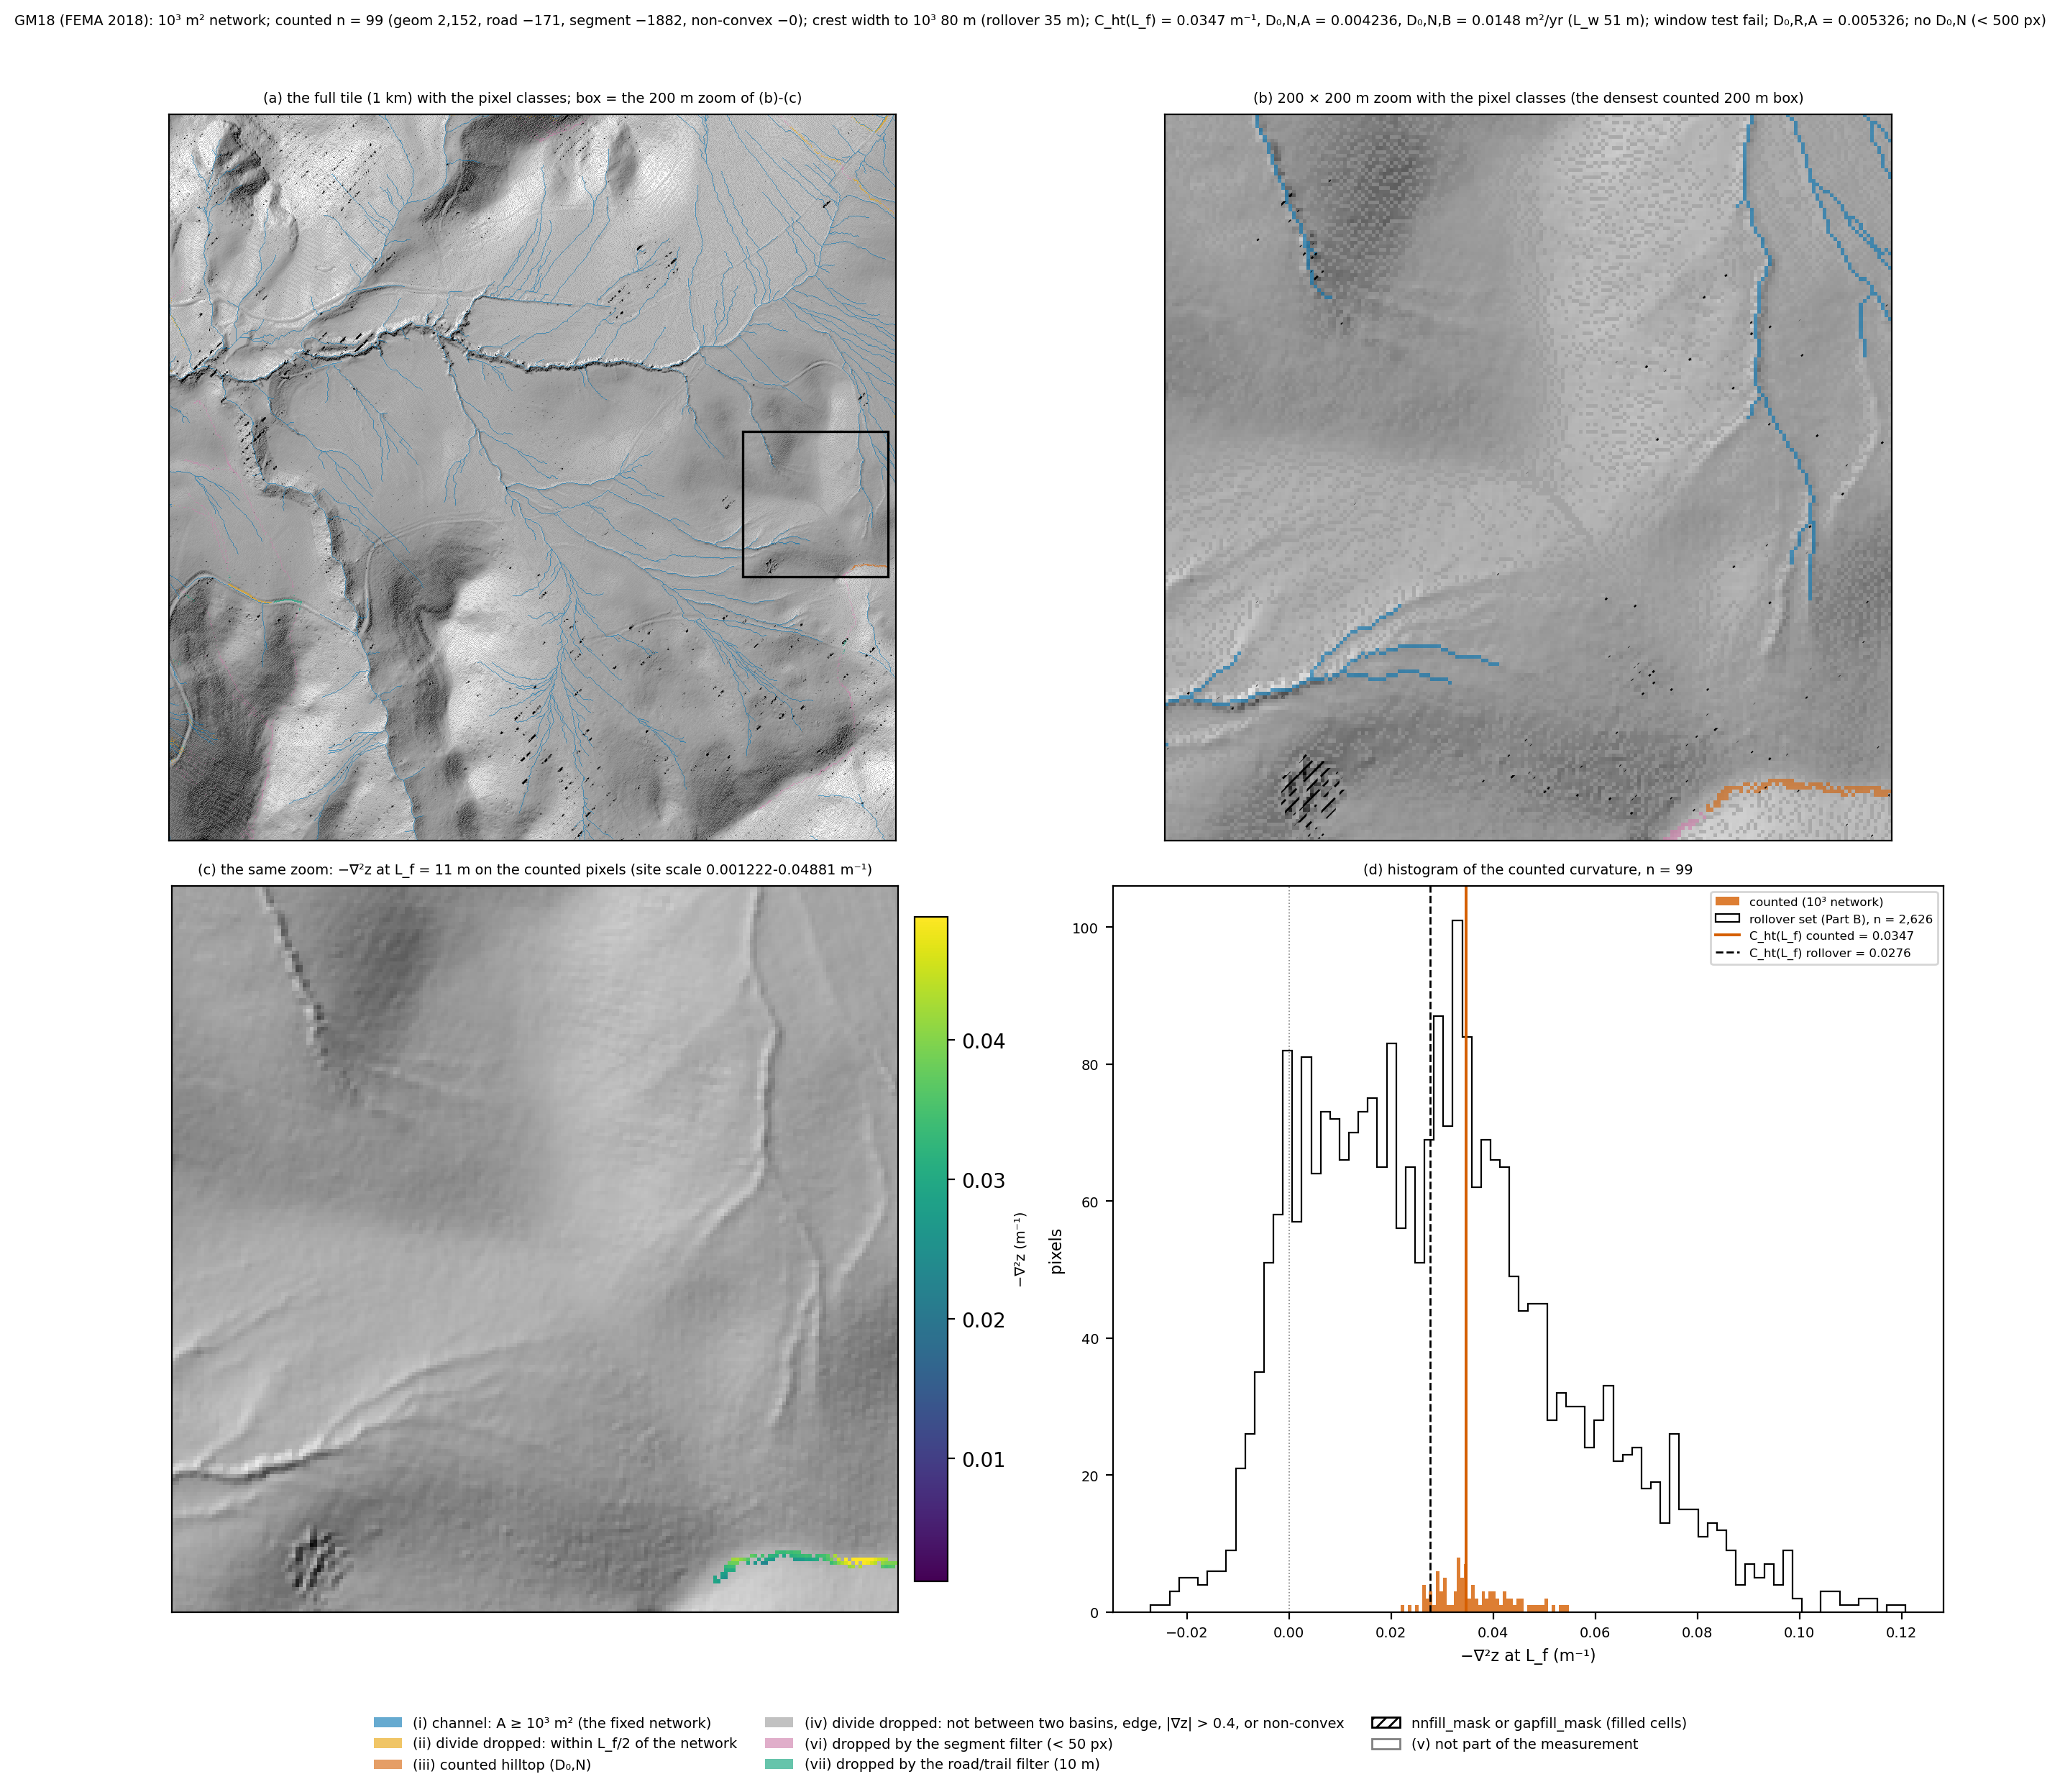 GM18 (FEMA 2018): 10³ m² network; counted n = 99 (geom 2,152, road −171, segment −1882, non-convex −0); crest width to 10³ 80 m (rollover 35 m); C_ht(L_f) = 0.0347 m⁻¹, D₀,N,A = 0.004236, D₀,N,B = 0.0148 m²/yr (L_w 51 m); window test fail; D₀,R,A = 0.005326; no D₀,N (< 500 px)
(a) the full tile (1 km) with the pixel classes; box = the 200 m zoom of (b)-(c)
(b) 200 × 200 m zoom with the pixel classes (the densest counted 200 m box)
(c) the same zoom: −∇²z at L_f = 11 m on the counted pixels (site scale 0.001222-0.04881 m⁻¹)
0.04
0.03
0.02
0.01
−∇²z (m⁻¹)
(d) histogram of the counted curvature, n = 99
counted (10³ network)
rollover set (Part B), n = 2,626
C_ht(L_f) counted = 0.0347
C_ht(L_f) rollover = 0.0276
100
80
60
40
20
0
pixels
−0.02 0.00 0.02 0.04 0.06 0.08 0.10 0.12
−∇²z at L_f (m⁻¹)
(i) channel: A ≥ 10³ m² (the fixed network)
(ii) divide dropped: within L_f/2 of the network
(iii) counted hilltop (D₀,N)
(iv) divide dropped: not between two basins, edge, |∇z| > 0.4, or non-convex
(vi) dropped by the segment filter (< 50 px)
(vii) dropped by the road/trail filter (10 m)
nnfill_mask or gapfill_mask (filled cells)
(v) not part of the measurement